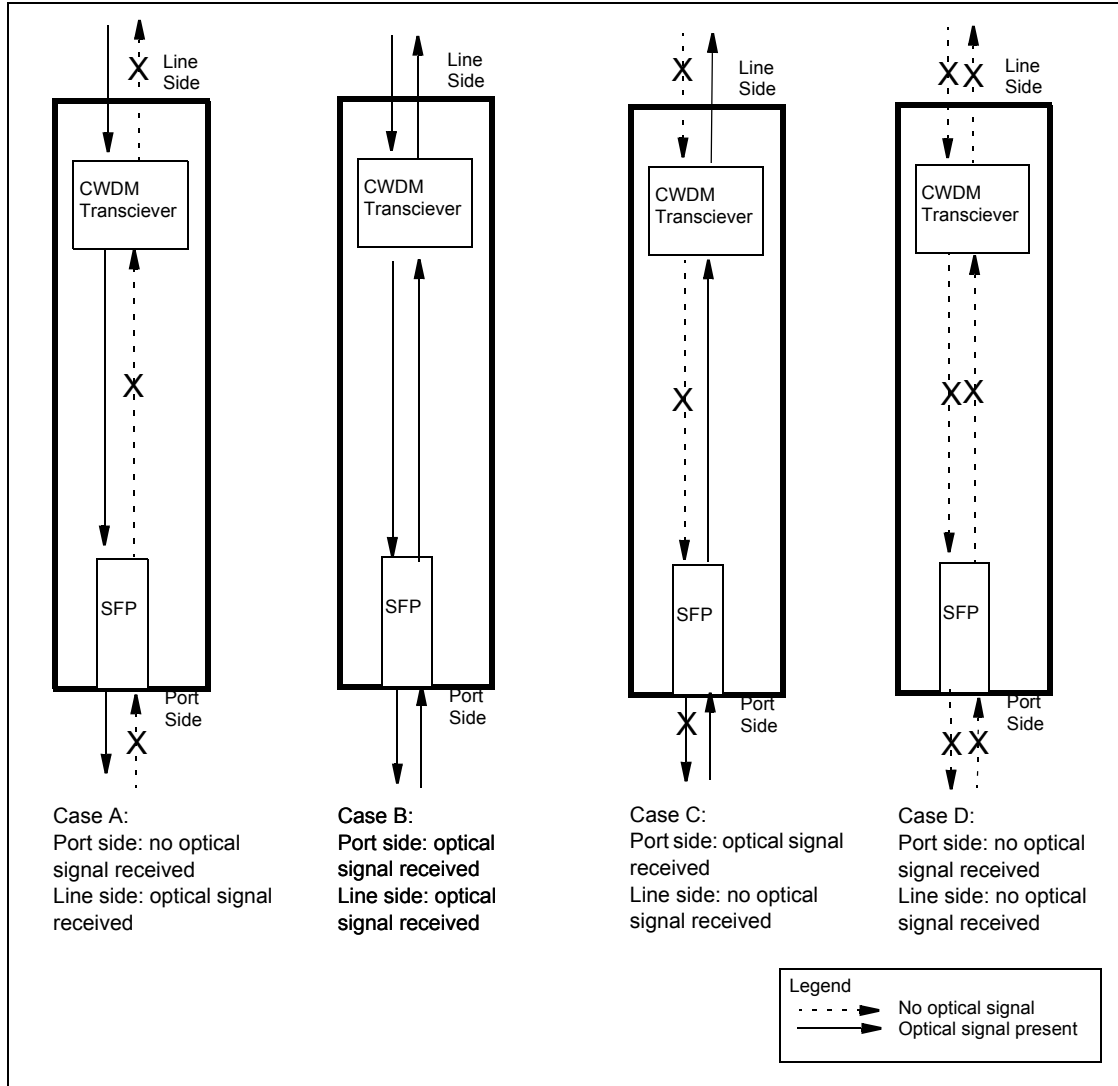 Line
Side
CWDM
Transciever
SFP
Port
Side
Case A:
Port side: no optical
signal received
Line side: optical signal
received
Line
Side
CWDM
Transciever
SFP
Port
Side
Case B:
Port side: optical
signal received
Line side: optical
signal received
Line
Side
CWDM
Transciever
SFP
Port
Side
Case C:
Port side: optical signal
received
Line side: no optical
signal received
Line
Side
CWDM
Transciever
SFP
Port
Side
Case D:
Port side: no optical
signal received
Line side: no optical
signal received
Legend
No optical signal
Optical signal present